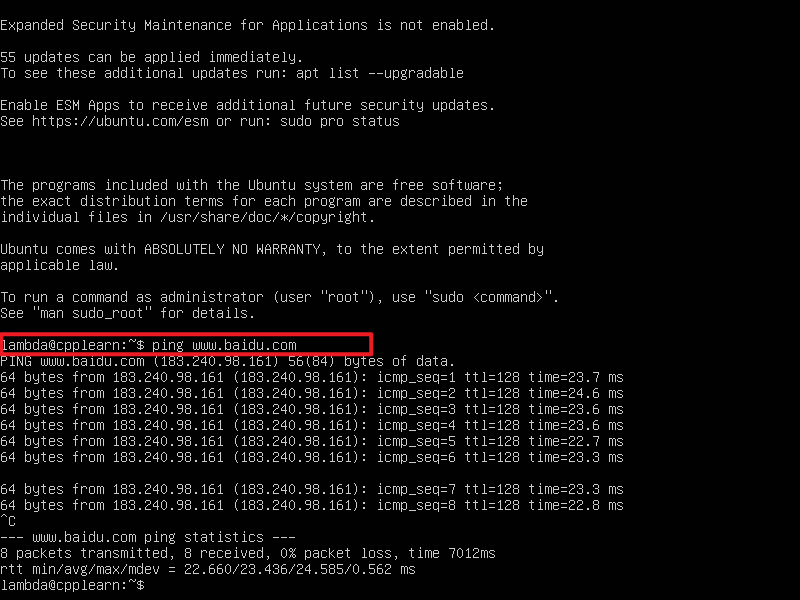 Expanded Security Maintenance for Applications is not enabled.
55 updates can be applied immediately.
To see these additional updates run: apt list --upgradable
Enable ESM Apps to receive additional future security updates.
See https://ubuntu.com/esm or run: sudo pro status
The programs included with the Ubuntu system are free software;
the exact distribution terms for each program are described in the
individual files in /usr/share/doc/*/copyright.
Ubuntu comes with ABSOLUTELY NO WARRANTY, to the extent permitted by
applicable law.
To run a command as administrator (user "root"), use "sudo <command>".
See "man sudo_root" for details.
lambda@cpplearn:~$ ping www.baidu.com
PING www.baidu.com (183.240.98.161) 56(84) bytes of data.
64 bytes from 183.240.98.161 (183.240.98.161): icmp_seq=1 ttl=128 time=23.7 ms
64 bytes from 183.240.98.161 (183.240.98.161): icmp_seq=2 ttl=128 time=24.6 ms
64 bytes from 183.240.98.161 (183.240.98.161): icmp_seq=3 ttl=128 time=23.6 ms
64 bytes from 183.240.98.161 (183.240.98.161): icmp_seq=4 ttl=128 time=23.6 ms
64 bytes from 183.240.98.161 (183.240.98.161): icmp_seq=5 ttl=128 time=22.7 ms
64 bytes from 183.240.98.161 (183.240.98.161): icmp_seq=6 ttl=128 time=23.3 ms
64 bytes from 183.240.98.161 (183.240.98.161): icmp_seq=7 ttl=128 time=23.3 ms
64 bytes from 183.240.98.161 (183.240.98.161): icmp_seq=8 ttl=128 time=22.8 ms
^C
--- www.baidu.com ping statistics ---
8 packets transmitted, 8 received, 0% packet loss, time 7012ms
rtt min/avg/max/mdev = 22.660/23.436/24.585/0.562 ms
lambda@cpplearn:~$